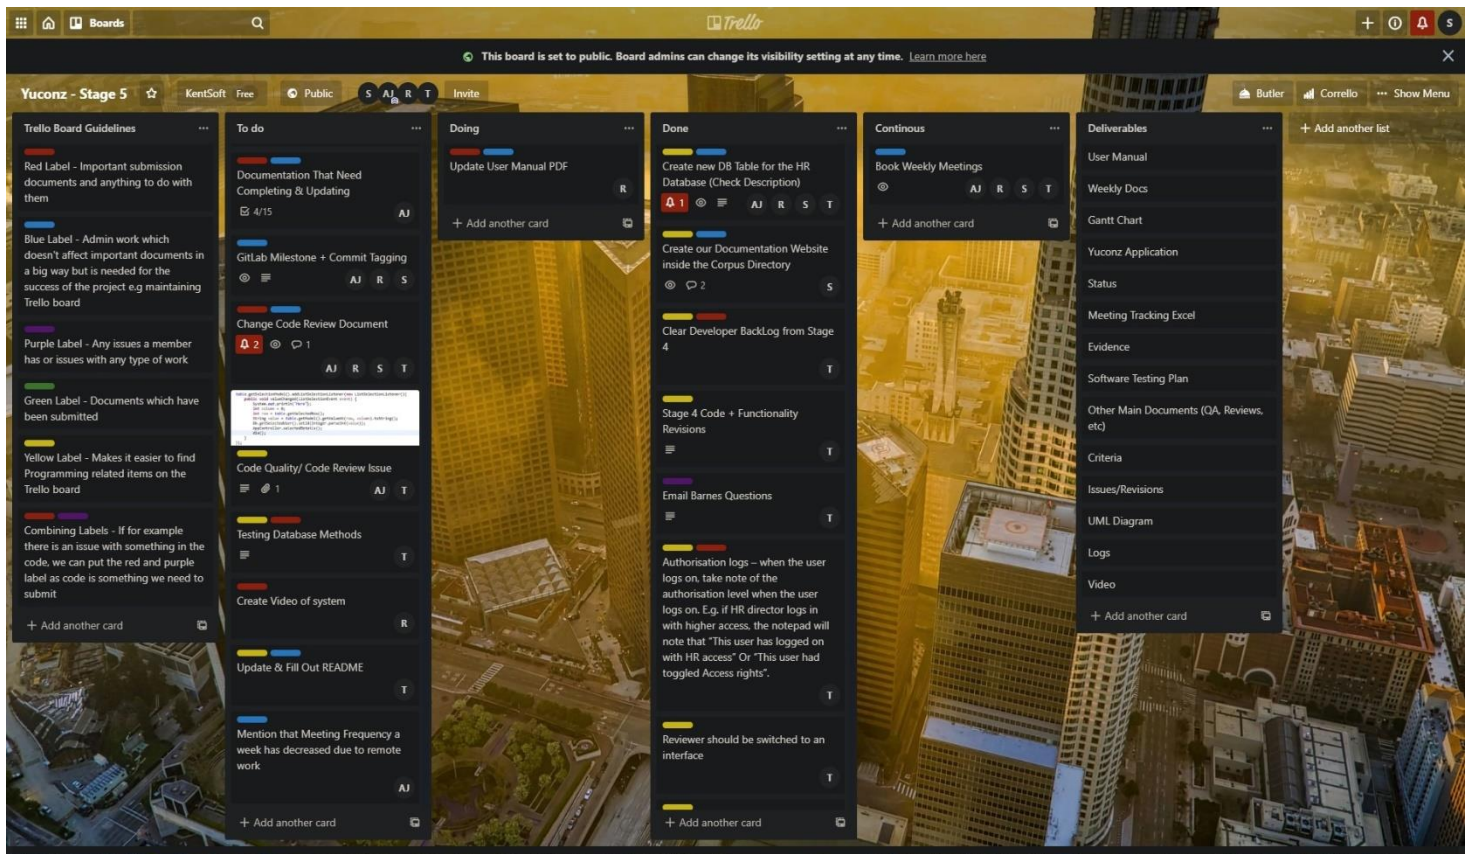 Boards
Trello
S
This board is set to public. Board admins can change its visibility setting at any time. Learn more here
Yuconz - Stage 5
KentSoft Free
Public
S AJ R T
Invite
Butler
Corrello
Show Menu
Trello Board Guidelines
Red Label - Important submission
documents and anything to do with
them
Blue Label - Admin work which
doesn't affect important documents in
a big way but is needed for the
success of the project e.g maintaining
Trello board
Purple Label - Any issues a member
has or issues with any type of work
Green Label - Documents which have
been submitted
Yellow Label - Makes it easier to find
Programming related items on the
Trello board
Combining Labels - If for example
there is an issue with something in the
code, we can put the red and purple
label as code is something we need to
submit
+ Add another card
To do
Documentation That Need
Completing & Updating
4/15
AJ
GitLab Milestone + Commit Tagging
AJ R S
Change Code Review Document
2 1
AJ R S T
Code Quality/ Code Review Issue
1 AJ T
Testing Database Methods
T
Create Video of system
R
Update & Fill Out README
T
Mention that Meeting Frequency a
week has decreased due to remote
work
AJ
+ Add another card
Doing
Update User Manual PDF
R
+ Add another card
Done
Create new DB Table for the HR
Database (Check Description)
1 AJ R S T
Create our Documentation Website
inside the Corpus Directory
2 S
Clear Developer BackLog from Stage
4
T
Stage 4 Code + Functionality
Revisions
T
Email Barnes Questions
T
Authorisation logs – when the user
logs on, take note of the
authorisation level when the user
logs on. E.g. if HR director logs in
with higher access, the notepad will
note that "This user has logged on
with HR access" Or "This user had
toggled Access rights".
T
Reviewer should be switched to an
interface
T
+ Add another card
Continous
Book Weekly Meetings
AJ R S T
+ Add another card
Deliverables
User Manual
Weekly Docs
Gantt Chart
Yuconz Application
Status
Meeting Tracking Excel
Evidence
Software Testing Plan
Other Main Documents (QA, Reviews,
etc)
Criteria
Issues/Revisions
UML Diagram
Logs
Video
+ Add another card
+ Add another list